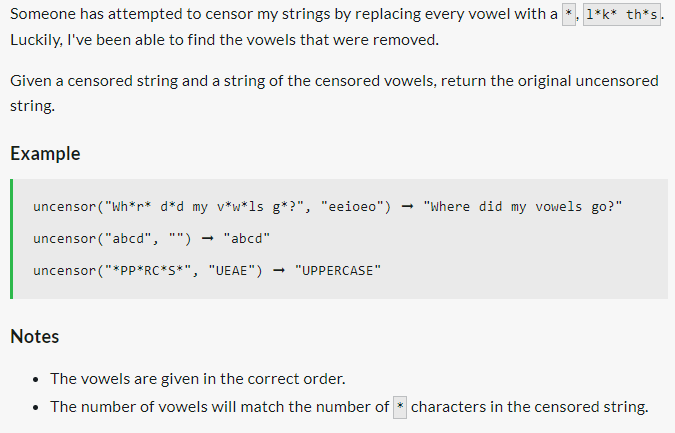 Someone has attempted to censor my strings by replacing every vowel with a *, l*k* th*s.
Luckily, I've been able to find the vowels that were removed.
Given a censored string and a string of the censored vowels, return the original uncensored
string.
Example
uncensor("Wh*r* d*d my v*w*ls g*?", "eeioeo") ➞ "Where did my vowels go?"
uncensor("abcd", "") ➞ "abcd"
uncensor("*PP*RC*S*", "UEAE") ➞ "UPPERCASE"
Notes
• The vowels are given in the correct order.
• The number of vowels will match the number of * characters in the censored string.